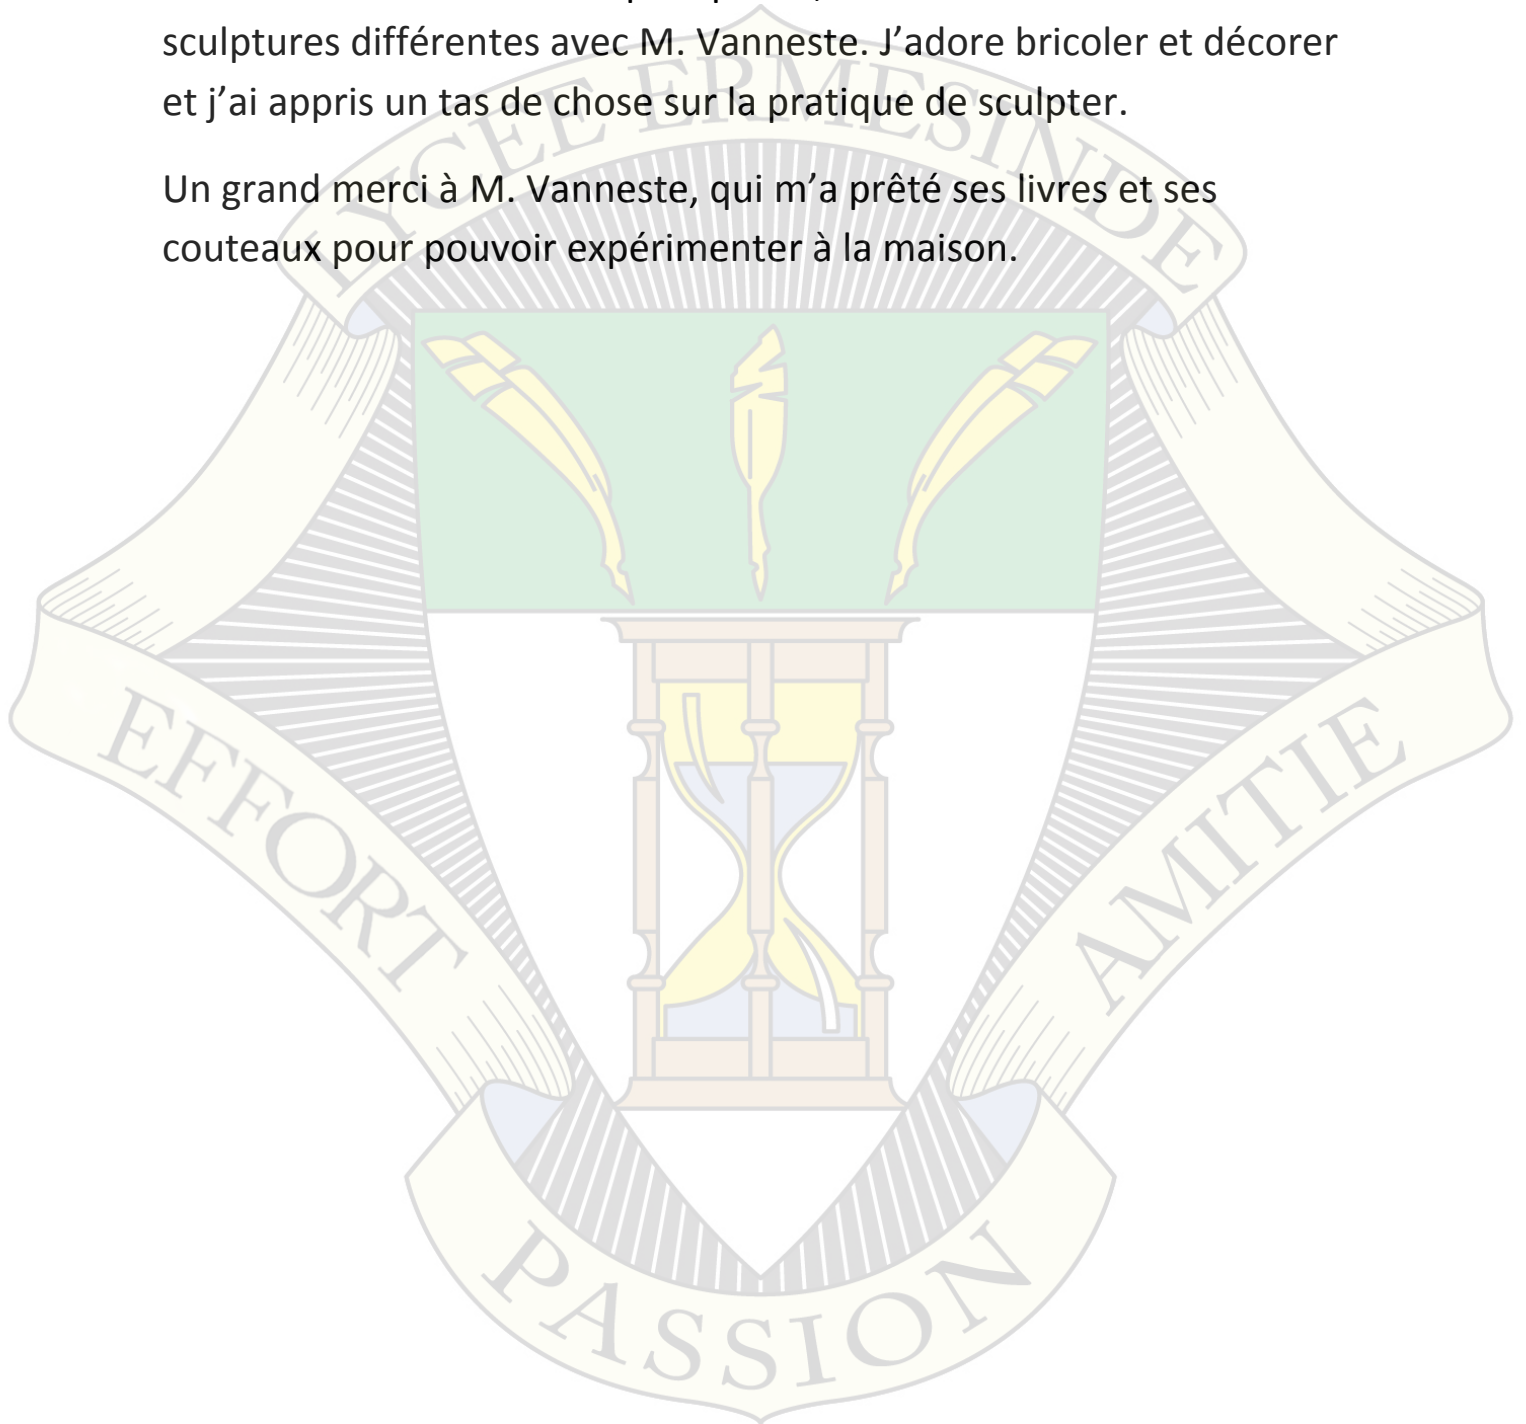 sculptures différentes avec M. Vanneste. J’adore bricoler et décorer
et j’ai appris un tas de chose sur la pratique de sculpter.
Un grand merci à M. Vanneste, qui m’a prêté ses livres et ses
couteaux pour pouvoir expérimenter à la maison.
LYCEE ERMESINDE
EFFORT
AMITIE
PASSION